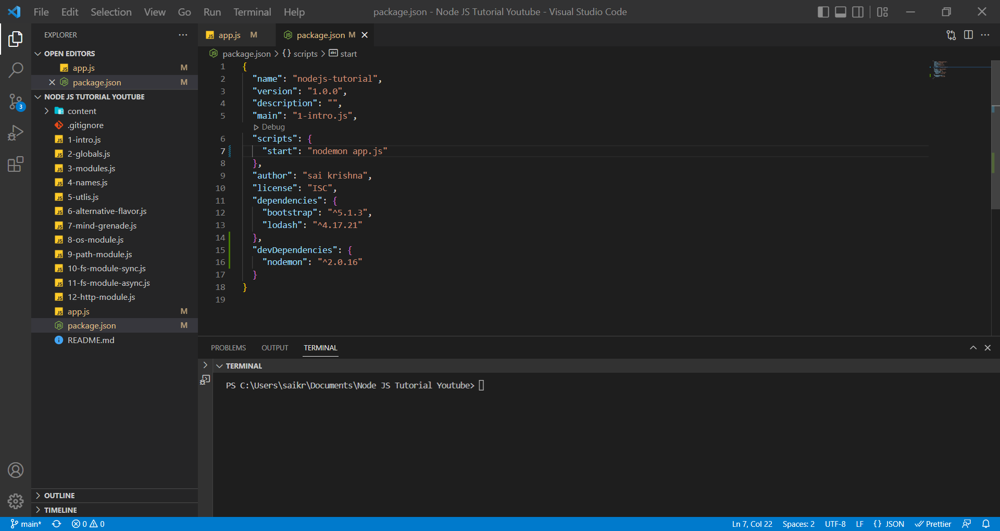 File Edit Selection View Go Run Terminal Help
package.json - Node JS Tutorial Youtube - Visual Studio Code
EXPLORER
OPEN EDITORS
app.js M
package.json M
NODE JS TUTORIAL YOUTUBE
content
.gitignore
1-intro.js
2-globals.js
3-modules.js
4-names.js
5-utlis.js
6-alternative-flavor.js
7-mind-grenade.js
8-os-module.js
9-path-module.js
10-fs-module-sync.js
11-fs-module-async.js
12-http-module.js
app.js M
package.json M
README.md
OUTLINE
TIMELINE
3
app.js M
package.json M
package.json > {} scripts > abc start
1 {
2 "name": "nodejs-tutorial",
3 "version": "1.0.0",
4 "description": "",
5 "main": "1-intro.js",
Debug
6 "scripts": {
7 "start": "nodemon app.js"
8 },
9 "author": "sai krishna",
10 "license": "ISC",
11 "dependencies": {
12 "bootstrap": "^5.1.3",
13 "lodash": "^4.17.21"
14 },
15 "devDependencies": {
16 "nodemon": "^2.0.16"
17 }
18 }
19
PROBLEMS OUTPUT TERMINAL
TERMINAL
PS C:\Users\saikr\Documents\Node JS Tutorial Youtube>
main* 0 0
Ln 7, Col 22 Spaces: 2 UTF-8 LF {} JSON Prettier